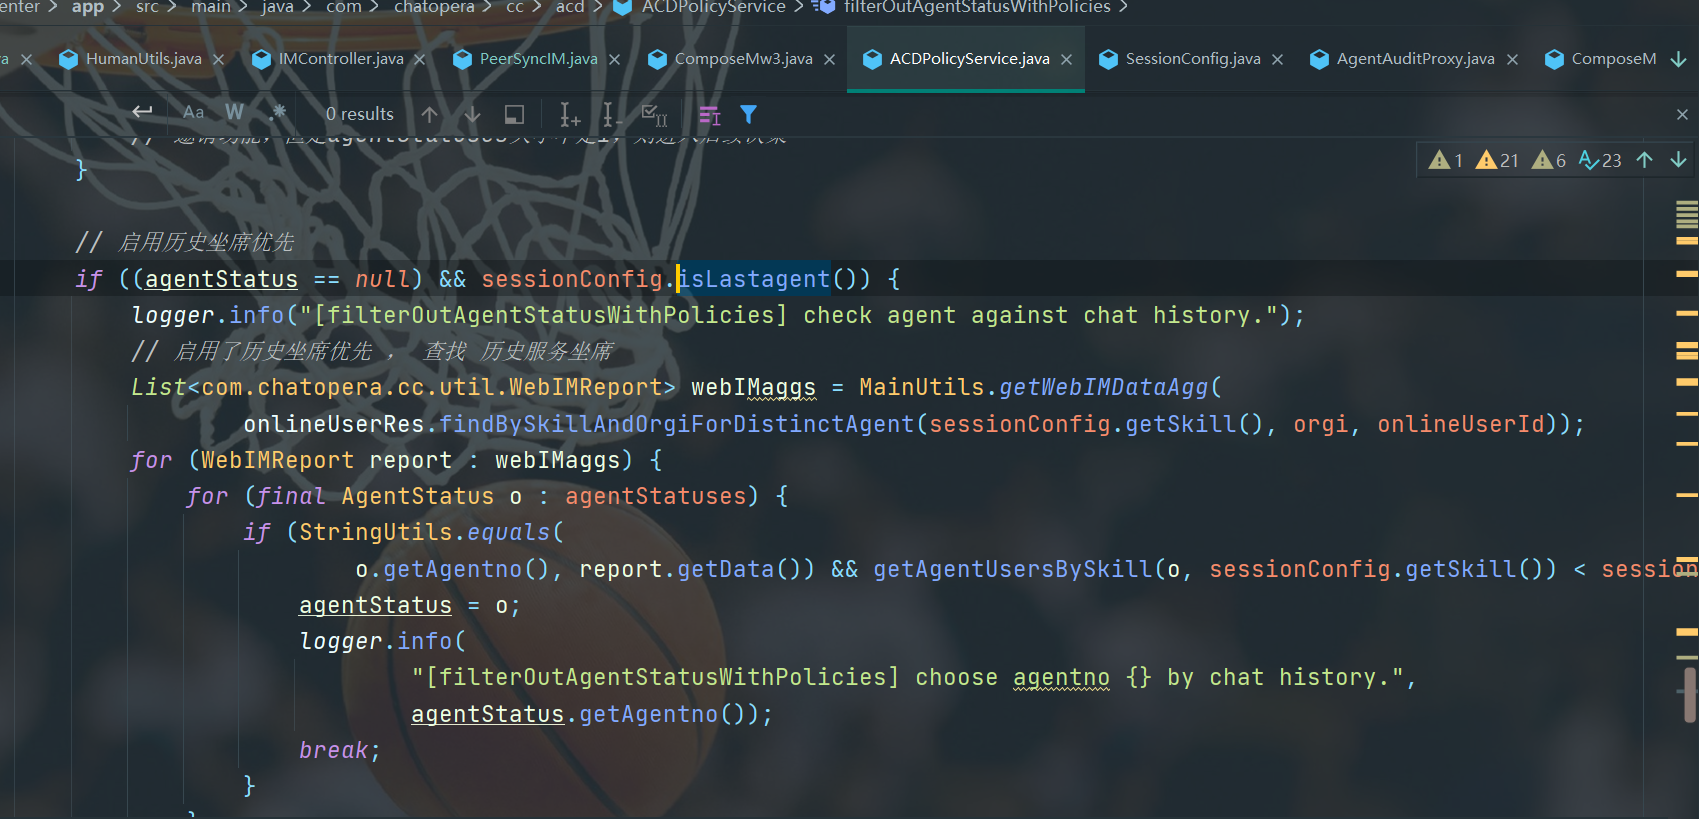 enter > app > src > main > java > com > chatopera > cc > acd > ACDPolicyService > filterOutAgentStatusWithPolicies >
va × HumanUtils.java × IMController.java × PeerSyncIM.java × ComposeMw3.java × ACDPolicyService.java × SessionConfig.java × AgentAuditProxy.java × ComposeM
Aa W .* 0 results
1 21 6 23
}
// 启用历史坐席优先
if ((agentStatus == null) && sessionConfig.isLastagent()) {
logger.info("[filterOutAgentStatusWithPolicies] check agent against chat history.");
// 启用了历史坐席优先 ， 查找 历史服务坐席
List<com.chatopera.cc.util.WebIMReport> webIMaggs = MainUtils.getWebIMDataAgg(
onlineUserRes.findBySkillAndOrgiForDistinctAgent(sessionConfig.getSkill(), orgi, onlineUserId));
for (WebIMReport report : webIMaggs) {
for (final AgentStatus o : agentStatuses) {
if (StringUtils.equals(
o.getAgentno(), report.getData()) && getAgentUsersBySkill(o, sessionConfig.getSkill()) < session
agentStatus = o;
logger.info(
"[filterOutAgentStatusWithPolicies] choose agentno {} by chat history.",
agentStatus.getAgentno());
break;
}